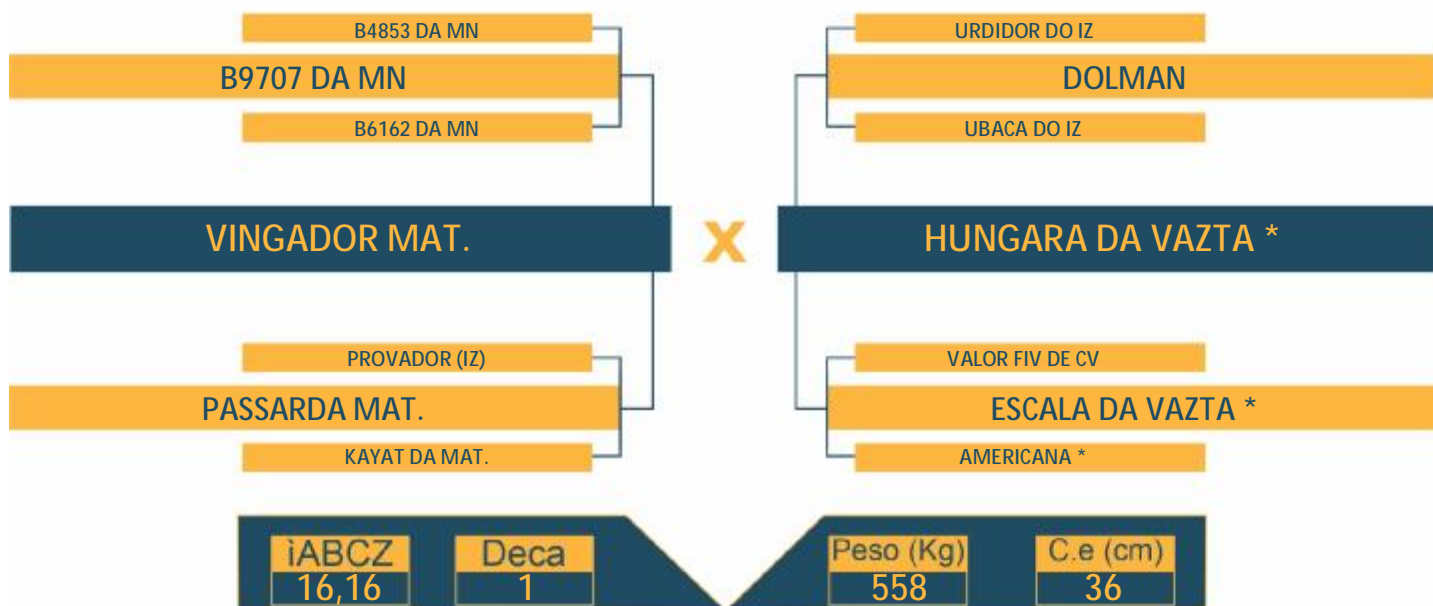 B4853 DA MN
URDIDOR DO IZ
B9707 DA MN
DOLMAN
B6162 DA MN
UBACA DO IZ
VINGADOR MAT.
X
HUNGARA DA VAZTA *
PROVADOR (IZ)
VALOR FIV DE CV
PASSARDA MAT.
ESCALA DA VAZTA *
KAYAT DA MAT.
AMERICANA *
iABCZ
Deca
Peso (Kg)
C.e (cm)
16,16
1
558
36